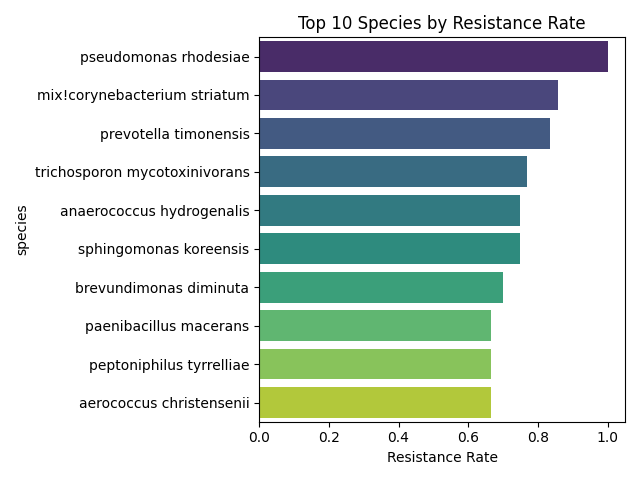 Top 10 Species by Resistance Rate
pseudomonas rhodesiae
mix!corynebacterium striatum
prevotella timonensis
trichosporon mycotoxinivorans
anaerococcus hydrogenalis
sphingomonas koreensis
brevundimonas diminuta
paenibacillus macerans
peptoniphilus tyrrelliae
aerococcus christensenii
species
0.0 0.2 0.4 0.6 0.8 1.0
Resistance Rate